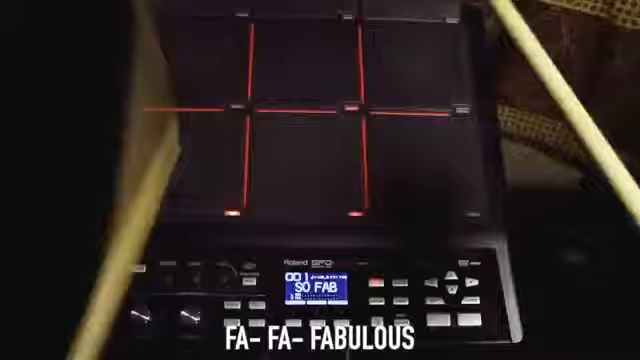 Roland SPD-
001
SO FAB
FA- FA- FABULOUS